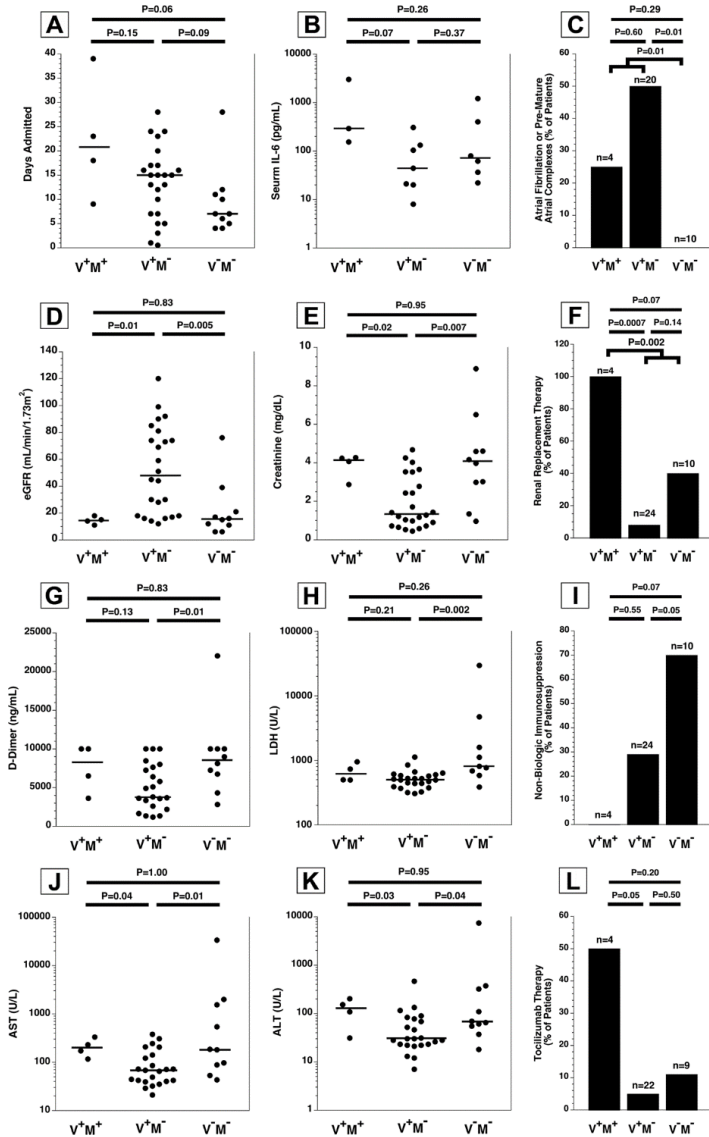 A
P=0.06
P=0.15
P=0.09
Days Admitted
45
40
35
30
25
20
15
10
5
0
V+M+
V+M-
V-M-
B
P=0.26
P=0.07
P=0.37
Seurm IL-6 (pg/mL)
10000
1000
100
10
1
V+M+
V+M-
V-M-
C
P=0.29
P=0.60
P=0.01
P=0.01
Atrial Fibrillation or Pre-Mature
Atrial Complexes (% of Patients)
60
50
40
30
20
10
0
n=4
n=20
n=10
V+M+
V+M-
V-M-
D
P=0.83
P=0.01
P=0.005
eGFR (mL/min/1.73m2)
140
120
100
80
60
40
20
0
V+M+
V+M-
V-M-
E
P=0.95
P=0.02
P=0.007
Creatinine (mg/dL)
10
8
6
4
2
0
V+M+
V+M-
V-M-
F
P=0.07
P=0.0007
P=0.14
P=0.002
Renal Replacement Therapy
(% of Patients)
120
100
80
60
40
20
0
n=4
n=24
n=10
V+M+
V+M-
V-M-
G
P=0.83
P=0.13
P=0.01
D-Dimer (ng/mL)
25000
20000
15000
10000
5000
0
V+M+
V+M-
V-M-
H
P=0.26
P=0.21
P=0.002
LDH (U/L)
100000
10000
1000
100
V+M+
V+M-
V-M-
I
P=0.07
P=0.55
P=0.05
Non-Biologic Immunosuppression
(% of Patients)
80
70
60
50
40
30
20
10
0
n=4
n=24
n=10
V+M+
V+M-
V-M-
J
P=1.00
P=0.04
P=0.01
AST (U/L)
100000
10000
1000
100
10
V+M+
V+M-
V-M-
K
P=0.95
P=0.03
P=0.04
ALT (U/L)
10000
1000
100
10
1
V+M+
V+M-
V-M-
L
P=0.20
P=0.05
P=0.50
Tocilizumab Therapy
(% of Patients)
60
50
40
30
20
10
0
n=4
n=22
n=9
V+M+
V+M-
V-M-